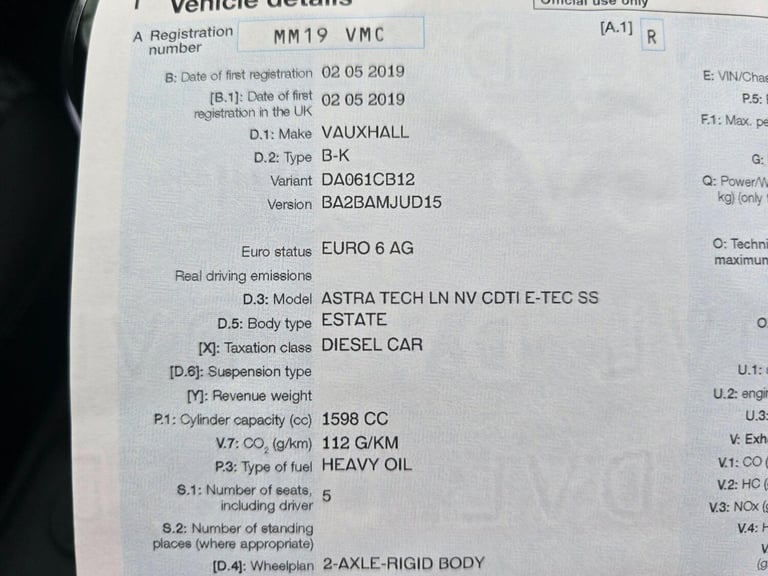 1 Vehicle details
Official use only
A Registration number MM19 VMC
[A.1] R
B: Date of first registration 02 05 2019
[B.1]: Date of first registration in the UK 02 05 2019
D.1: Make VAUXHALL
D.2: Type B-K
Variant DA061CB12
Version BA2BAMJUD15
Euro status EURO 6 AG
Real driving emissions
D.3: Model ASTRA TECH LN NV CDTI E-TEC SS
D.5: Body type ESTATE
[X]: Taxation class DIESEL CAR
[D.6]: Suspension type
[Y]: Revenue weight
P.1: Cylinder capacity (cc) 1598 CC
V.7: CO₂ (g/km) 112 G/KM
P.3: Type of fuel HEAVY OIL
S.1: Number of seats, including driver 5
S.2: Number of standing places (where appropriate)
[D.4]: Wheelplan 2-AXLE-RIGID BODY
E: VIN/Chas
P.5:
F.1: Max. pe
G:
Q: Power/W
kg) (only
O: Techni
maximum
O.
U.1:
U.2: engin
U.3:
V: Exh
V.1: CO (
V.2: HC (
V.3: NOx (g
V.4: H
V.
(g